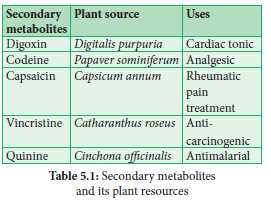 Secondary metabolites Plant source Uses
Digoxin Digitalis purpuria Cardiac tonic
Codeine Papaver sominiferum Analgesic
Capsaicin Capsicum annum Rheumatic pain treatment
Vincristine Catharanthus roseus Anti-carcinogenic
Quinine Cinchona officinalis Antimalarial
Table 5.1: Secondary metabolites
and its plant resources